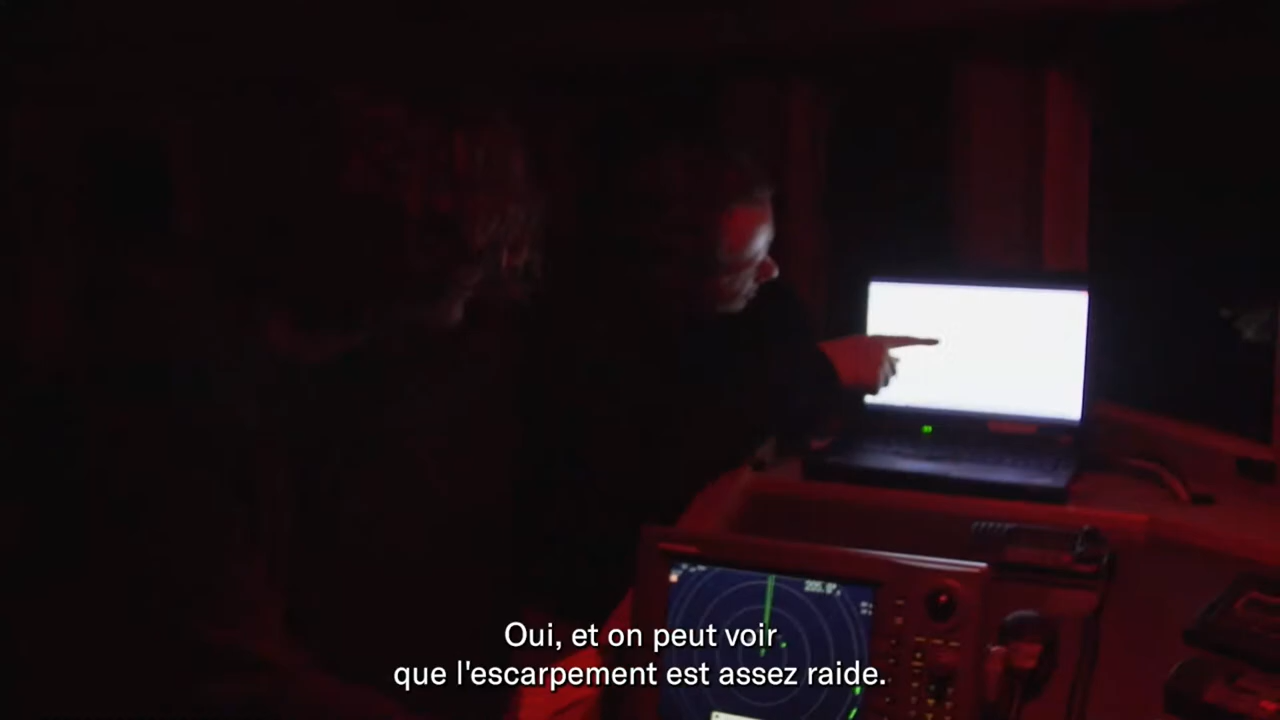 Oui, et on peut voir
que l'escarpement est assez raide.